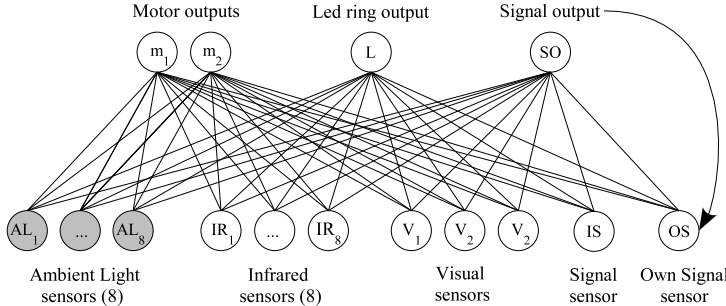 Motor outputs Led ring output Signal output
m1 m2 L SO
AL1 ... AL8 IR1 ... IR8 V1 V2 V2 IS OS
Ambient Light sensors (8)
Infrared sensors (8)
Visual sensors
Signal sensor
Own Signal sensor